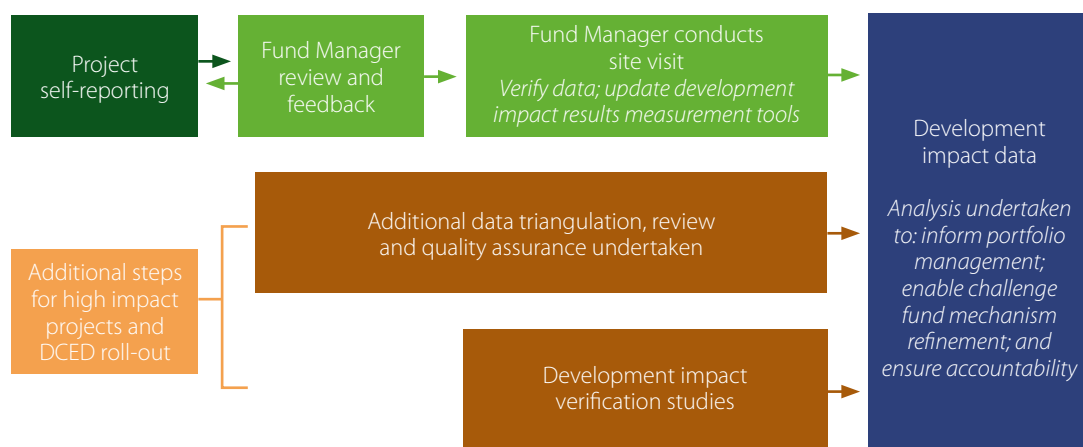 Project
self-reporting
Fund Manager
review and
feedback
Fund Manager conducts
site visit
Verify data; update development
impact results measurement tools
Development
impact data
Analysis undertaken
to: inform portfolio
management;
enable challenge
fund mechanism
refinement; and
ensure accountability
Additional steps
for high impact
projects and
DCED roll-out
Additional data triangulation, review
and quality assurance undertaken
Development impact
verification studies